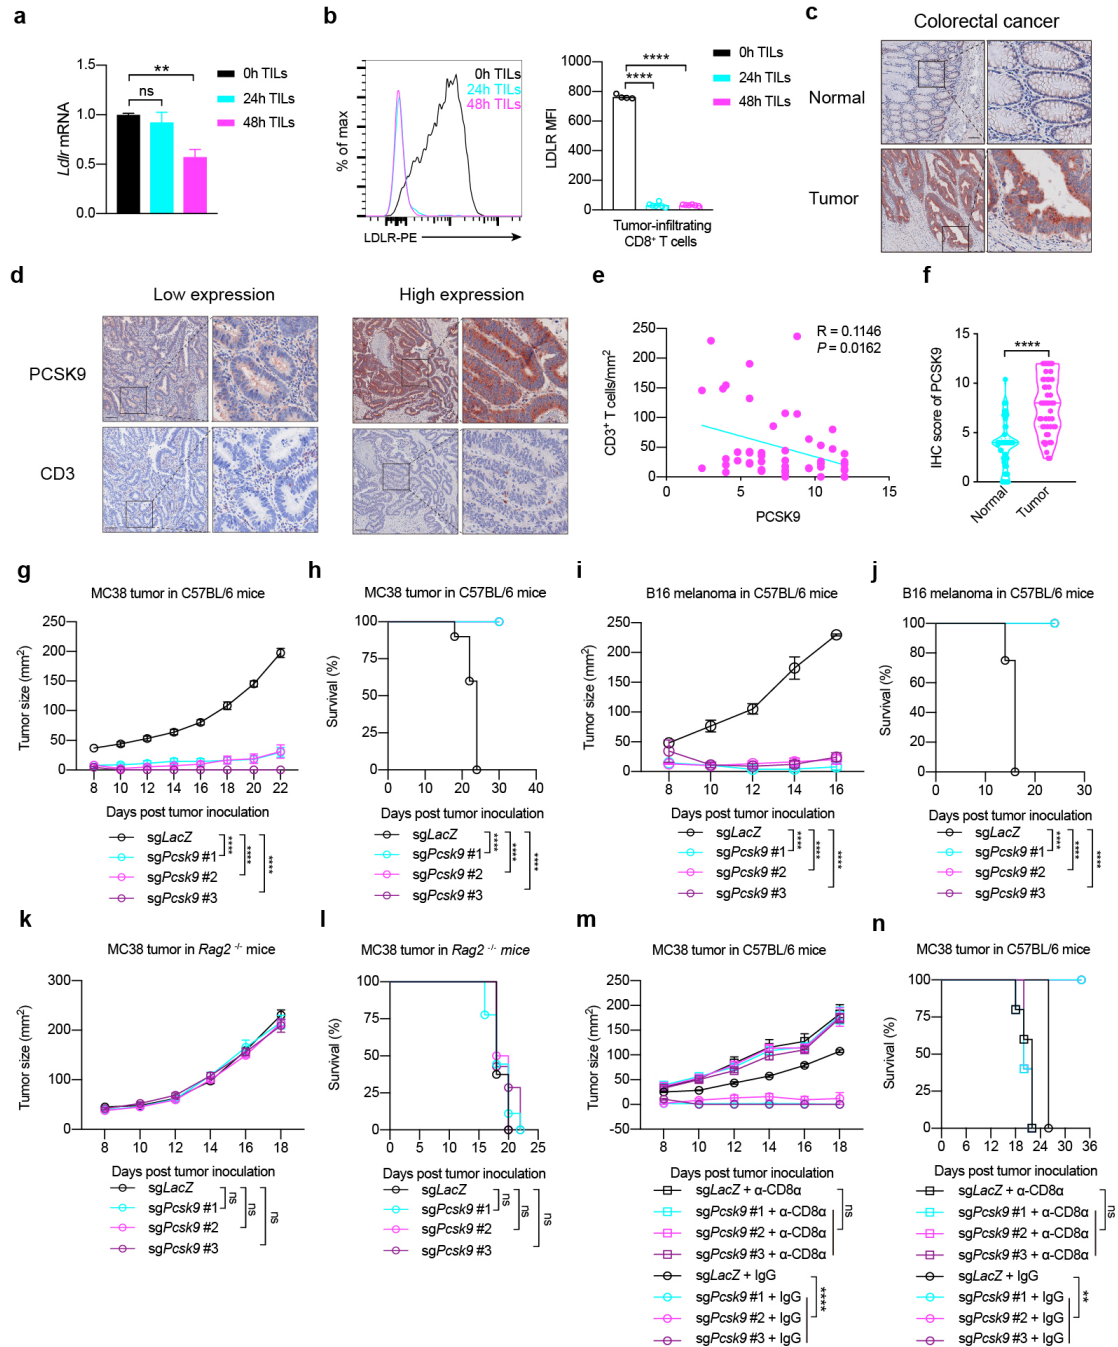 a
1.5
1.0
0.5
0.0
Ldlr mRNA
**
ns
0h TILs
24h TILs
48h TILs
b
% of max
0h TILs
24h TILs
48h TILs
LDLR-PE
1000
800
600
400
200
0
LDLR MFI
****
****
Tumor-infiltrating
CD8⁺ T cells
0h TILs
24h TILs
48h TILs
c
Colorectal cancer
Normal
Tumor
d
Low expression
High expression
PCSK9
CD3
e
CD3⁺ T cells/mm²
250
200
150
100
50
0
0
5
10
15
PCSK9
R = 0.1146
P = 0.0162
f
IHC score of PCSK9
15
10
5
0
****
Normal
Tumor
g
MC38 tumor in C57BL/6 mice
Tumor size (mm²)
250
200
150
100
50
0
8 10 12 14 16 18 20 22
Days post tumor inoculation
sgLacZ
sgPcsk9 #1
sgPcsk9 #2
sgPcsk9 #3
****
****
****
h
MC38 tumor in C57BL/6 mice
Survival (%)
100
75
50
25
0
0 10 20 30 40
Days post tumor inoculation
sgLacZ
sgPcsk9 #1
sgPcsk9 #2
sgPcsk9 #3
****
****
****
i
B16 melanoma in C57BL/6 mice
Tumor size (mm²)
250
200
150
100
50
0
8 10 12 14 16
Days post tumor inoculation
sgLacZ
sgPcsk9 #1
sgPcsk9 #2
sgPcsk9 #3
****
****
****
j
B16 melanoma in C57BL/6 mice
Survival (%)
100
75
50
25
0
0 10 20 30
Days post tumor inoculation
sgLacZ
sgPcsk9 #1
sgPcsk9 #2
sgPcsk9 #3
****
****
****
k
MC38 tumor in Rag2 -/- mice
Tumor size (mm²)
300
200
100
0
8 10 12 14 16 18
Days post tumor inoculation
sgLacZ
sgPcsk9 #1
sgPcsk9 #2
sgPcsk9 #3
ns
ns
ns
l
MC38 tumor in Rag2 -/- mice
Survival (%)
100
75
50
25
0
0 5 10 15 20 25
Days post tumor inoculation
sgLacZ
sgPcsk9 #1
sgPcsk9 #2
sgPcsk9 #3
ns
ns
ns
m
MC38 tumor in C57BL/6 mice
Tumor size (mm²)
250
200
150
100
50
0
-50
8 10 12 14 16 18
Days post tumor inoculation
sgLacZ + α-CD8α
sgPcsk9 #1 + α-CD8α
sgPcsk9 #2 + α-CD8α
sgPcsk9 #3 + α-CD8α
sgLacZ + IgG
sgPcsk9 #1 + IgG
sgPcsk9 #2 + IgG
sgPcsk9 #3 + IgG
ns
****
n
MC38 tumor in C57BL/6 mice
Survival (%)
100
75
50
25
0
0 6 12 18 24 30 36
Days post tumor inoculation
sgLacZ + α-CD8α
sgPcsk9 #1 + α-CD8α
sgPcsk9 #2 + α-CD8α
sgPcsk9 #3 + α-CD8α
sgLacZ + IgG
sgPcsk9 #1 + IgG
sgPcsk9 #2 + IgG
sgPcsk9 #3 + IgG
ns
**